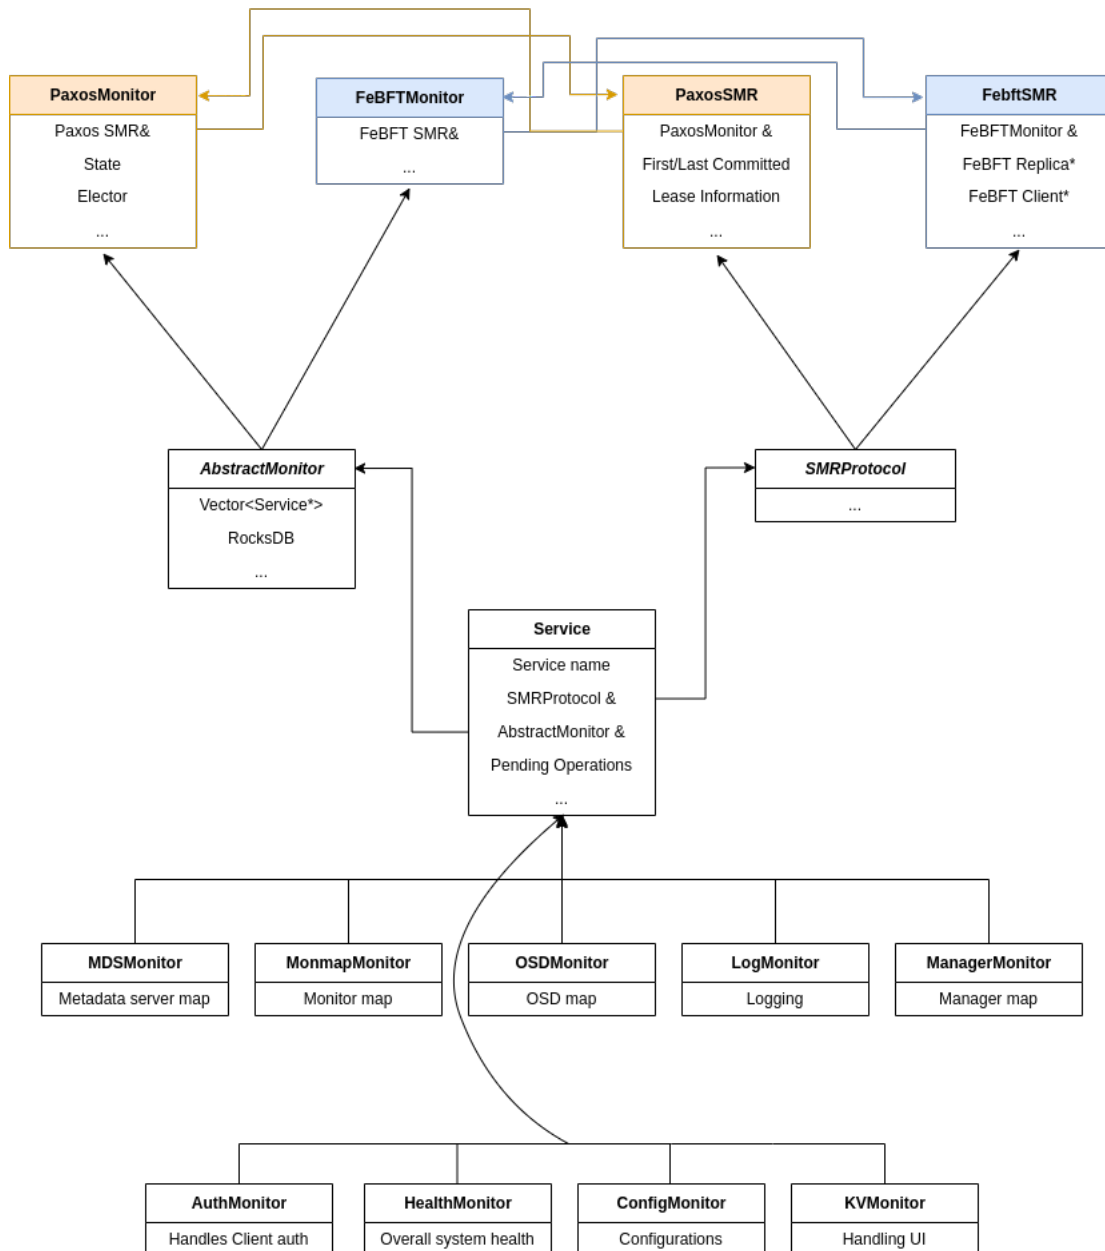 PaxosMonitor
Paxos SMR&
State
Elector
...
FeBFTMonitor
FeBFT SMR&
...
PaxosSMR
PaxosMonitor &
First/Last Committed
Lease Information
...
FebftSMR
FeBFTMonitor &
FeBFT Replica*
FeBFT Client*
...
AbstractMonitor
Vector<Service*>
RocksDB
...
SMRProtocol
...
Service
Service name
SMRProtocol &
AbstractMonitor &
Pending Operations
...
MDSMonitor
Metadata server map
MonmapMonitor
Monitor map
OSDMonitor
OSD map
LogMonitor
Logging
ManagerMonitor
Manager map
AuthMonitor
Handles Client auth
HealthMonitor
Overall system health
ConfigMonitor
Configurations
KVMonitor
Handling UI